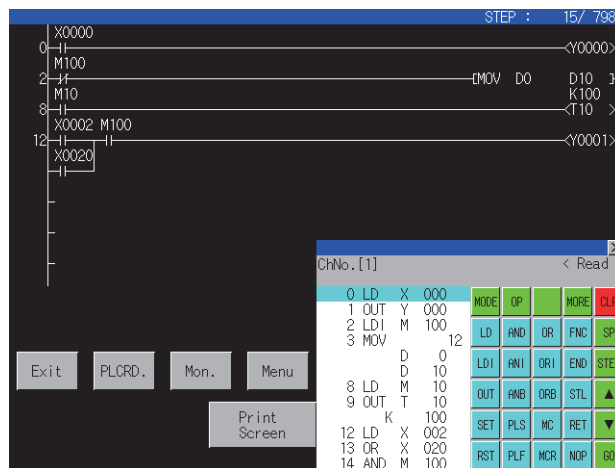 STEP : 15/ 798
X0000
0 <Y0000>
M100
2 [MOV D0 D10 ]
M10 K100
8 <T10 >
X0002 M100
12 <Y0001>
X0020
ChNo.[1] < Read
0 LD X 000
1 OUT Y 000
2 LDI M 100
3 MOV 12
D 0
D 10
8 LD M 10
9 OUT T 10
K 100
12 LD X 002
13 OR X 020
14 AND M 100
MODE OP MORE CLR
LD AND OR FNC SP
LDI ANI ORI END STE
OUT ANB ORB STL ▲
SET PLS MC RET ▼
RST PLF MCR NOP GO
Exit PLCRD. Mon. Menu
Print
Screen